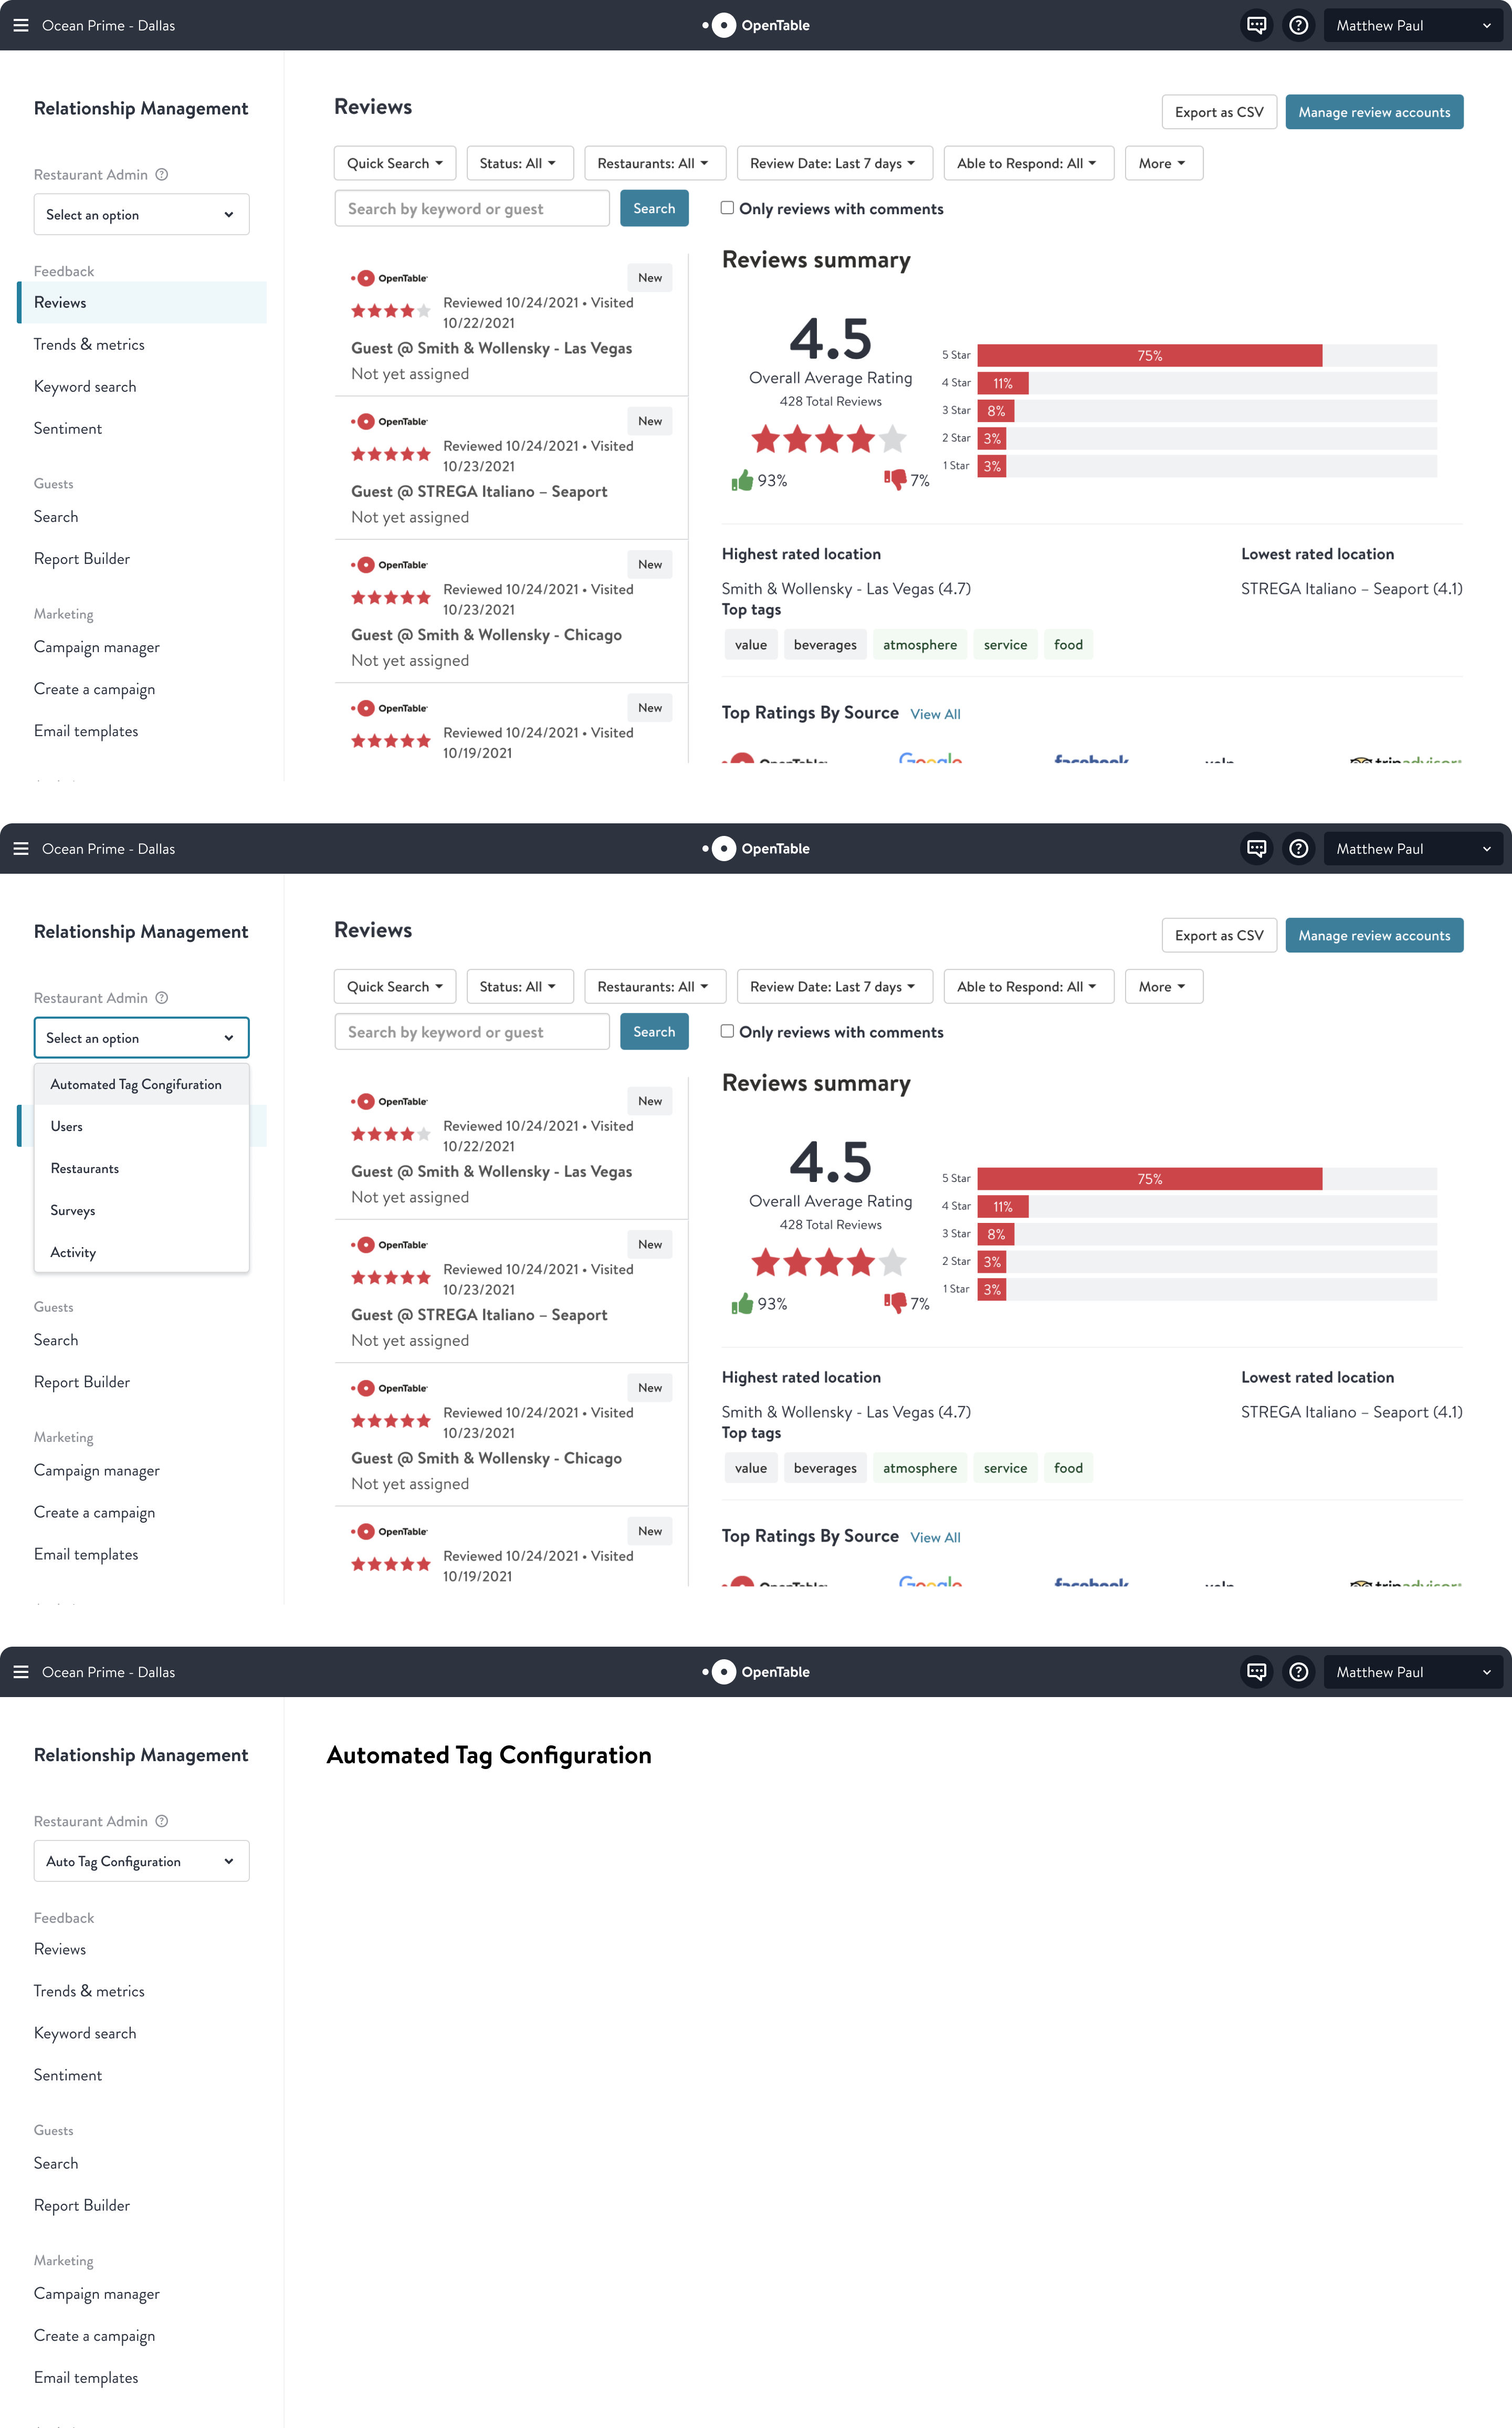 Ocean Prime - Dallas
OpenTable
Matthew Paul
Relationship Management
Restaurant Admin
Select an option
Feedback
Reviews
Trends & metrics
Keyword search
Sentiment
Guests
Search
Report Builder
Marketing
Campaign manager
Create a campaign
Email templates
Reviews
Export as CSV
Manage review accounts
Quick Search
Status: All
Restaurants: All
Review Date: Last 7 days
Able to Respond: All
More
Search by keyword or guest
Search
Only reviews with comments
OpenTable
New
Reviewed 10/24/2021 • Visited
10/22/2021
Guest @ Smith & Wollensky - Las Vegas
Not yet assigned
OpenTable
New
Reviewed 10/24/2021 • Visited
10/23/2021
Guest @ STREGA Italiano – Seaport
Not yet assigned
OpenTable
New
Reviewed 10/24/2021 • Visited
10/23/2021
Guest @ Smith & Wollensky - Chicago
Not yet assigned
OpenTable
New
Reviewed 10/24/2021 • Visited
10/19/2021
Reviews summary
4.5
Overall Average Rating
428 Total Reviews
93%
7%
5 Star 75%
4 Star 11%
3 Star 8%
2 Star 3%
1 Star 3%
Highest rated location
Smith & Wollensky - Las Vegas (4.7)
Lowest rated location
STREGA Italiano – Seaport (4.1)
Top tags
value
beverages
atmosphere
service
food
Top Ratings By Source View All
OpenTable
Google
facebook
yelp
tripadvisor
Ocean Prime - Dallas
OpenTable
Matthew Paul
Relationship Management
Restaurant Admin
Select an option
Automated Tag Congifuration
Users
Restaurants
Surveys
Activity
Guests
Search
Report Builder
Marketing
Campaign manager
Create a campaign
Email templates
Reviews
Export as CSV
Manage review accounts
Quick Search
Status: All
Restaurants: All
Review Date: Last 7 days
Able to Respond: All
More
Search by keyword or guest
Search
Only reviews with comments
OpenTable
New
Reviewed 10/24/2021 • Visited
10/22/2021
Guest @ Smith & Wollensky - Las Vegas
Not yet assigned
OpenTable
New
Reviewed 10/24/2021 • Visited
10/23/2021
Guest @ STREGA Italiano – Seaport
Not yet assigned
OpenTable
New
Reviewed 10/24/2021 • Visited
10/23/2021
Guest @ Smith & Wollensky - Chicago
Not yet assigned
OpenTable
New
Reviewed 10/24/2021 • Visited
10/19/2021
Reviews summary
4.5
Overall Average Rating
428 Total Reviews
93%
7%
5 Star 75%
4 Star 11%
3 Star 8%
2 Star 3%
1 Star 3%
Highest rated location
Smith & Wollensky - Las Vegas (4.7)
Lowest rated location
STREGA Italiano – Seaport (4.1)
Top tags
value
beverages
atmosphere
service
food
Top Ratings By Source View All
OpenTable
Google
facebook
yelp
tripadvisor
Ocean Prime - Dallas
OpenTable
Matthew Paul
Relationship Management
Restaurant Admin
Auto Tag Configuration
Feedback
Reviews
Trends & metrics
Keyword search
Sentiment
Guests
Search
Report Builder
Marketing
Campaign manager
Create a campaign
Email templates
Automated Tag Configuration